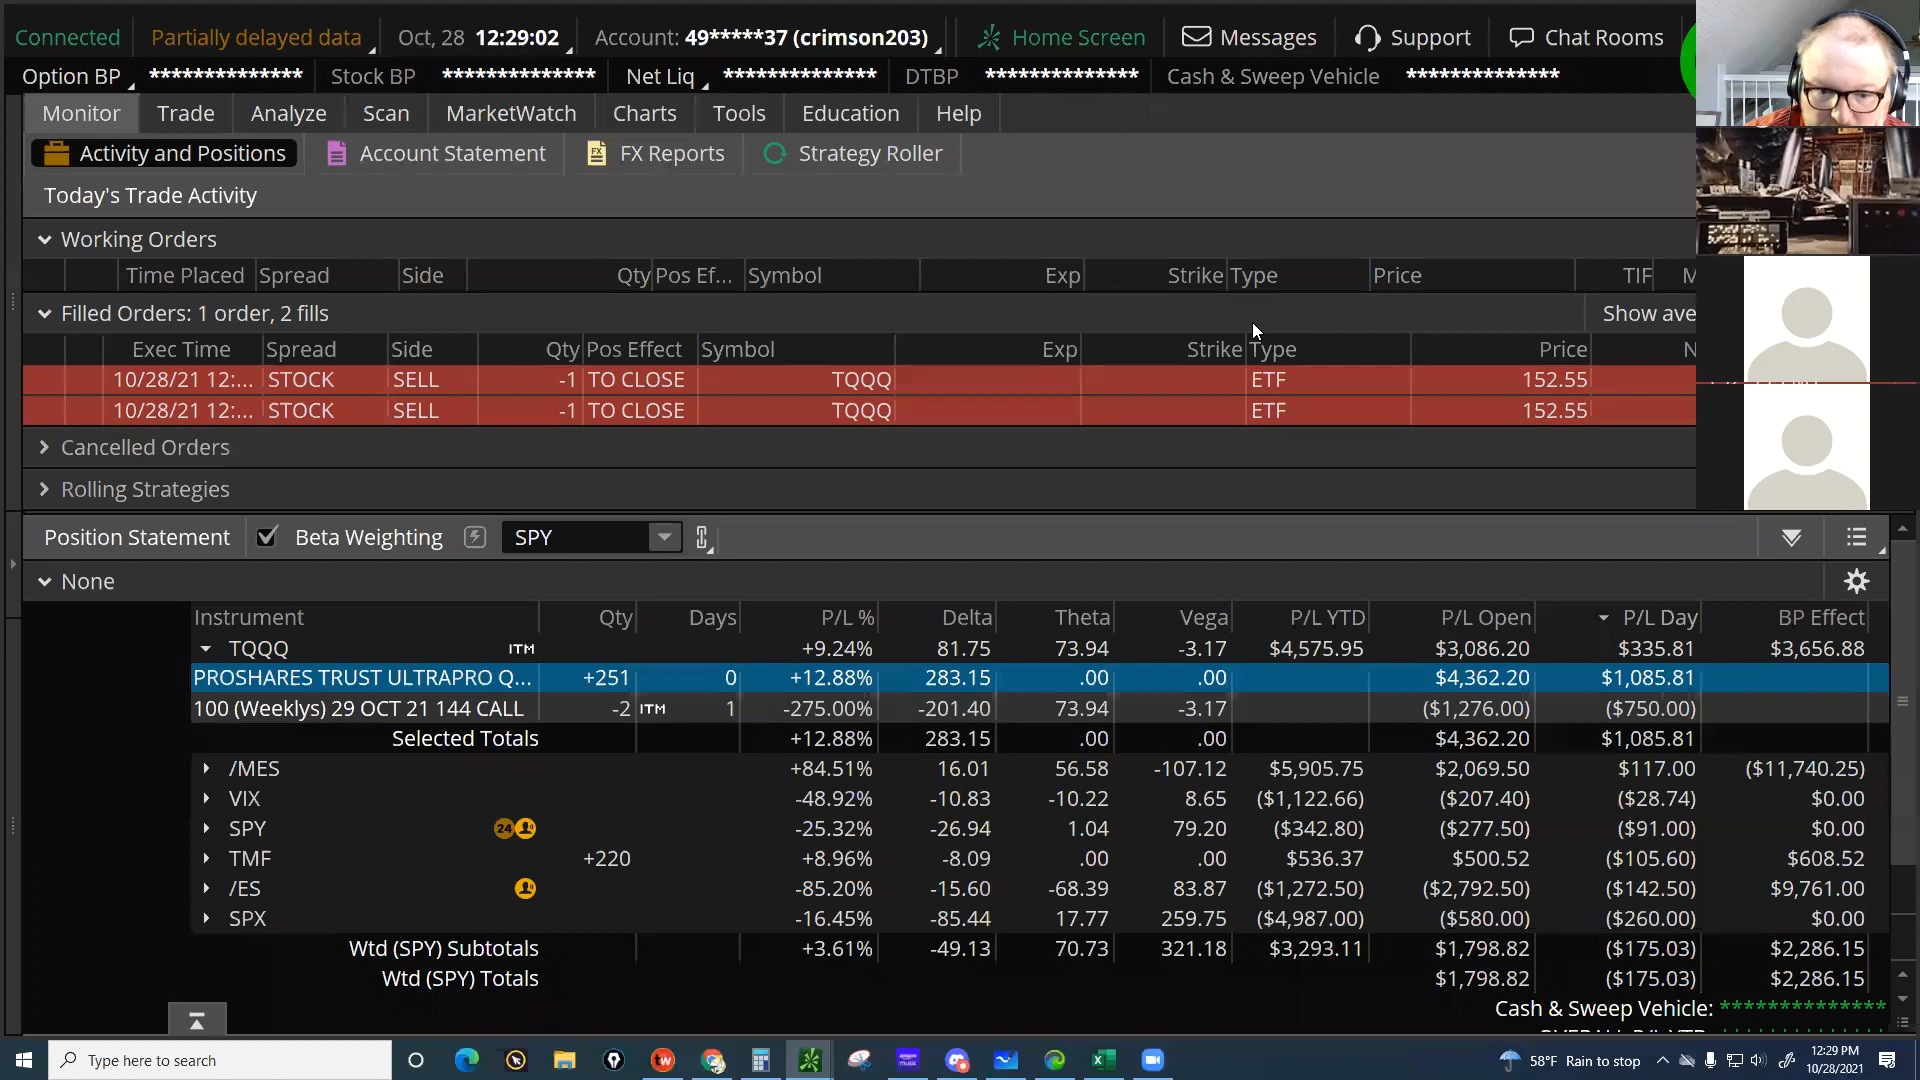 Connected Partially delayed data Oct, 28 12:29:02 Account: 49*****37 (crimson203) Home Screen Messages Support Chat Rooms
Option BP ************** Stock BP ************** Net Liq ************** DTBP ************** Cash & Sweep Vehicle **************
Monitor Trade Analyze Scan MarketWatch Charts Tools Education Help
Activity and Positions Account Statement FX FX Reports Strategy Roller
Today's Trade Activity
Working Orders
Time Placed Spread Side Qty Pos Ef... Symbol Exp Strike Type Price TIF M
Filled Orders: 1 order, 2 fills Show ave
Exec Time Spread Side Qty Pos Effect Symbol Exp Strike Type Price N
10/28/21 12:... STOCK SELL -1 TO CLOSE TQQQ ETF 152.55
10/28/21 12:... STOCK SELL -1 TO CLOSE TQQQ ETF 152.55
Cancelled Orders
Rolling Strategies
Position Statement Beta Weighting SPY
None
Instrument Qty Days P/L % Delta Theta Vega P/L YTD P/L Open P/L Day BP Effect
TQQQ ITM +9.24% 81.75 73.94 -3.17 $4,575.95 $3,086.20 $335.81 $3,656.88
PROSHARES TRUST ULTRAPRO Q... +251 0 +12.88% 283.15 .00 .00 $4,362.20 $1,085.81
100 (Weeklys) 29 OCT 21 144 CALL -2 ITM 1 -275.00% -201.40 73.94 -3.17 ($1,276.00) ($750.00)
Selected Totals +12.88% 283.15 .00 .00 $4,362.20 $1,085.81
/MES +84.51% 16.01 56.58 -107.12 $5,905.75 $2,069.50 $117.00 ($11,740.25)
VIX -48.92% -10.83 -10.22 8.65 ($1,122.66) ($207.40) ($28.74) $0.00
SPY 24 -25.32% -26.94 1.04 79.20 ($342.80) ($277.50) ($91.00) $0.00
TMF +220 +8.96% -8.09 .00 .00 $536.37 $500.52 ($105.60) $608.52
/ES -85.20% -15.60 -68.39 83.87 ($1,272.50) ($2,792.50) ($142.50) $9,761.00
SPX -16.45% -85.44 17.77 259.75 ($4,987.00) ($580.00) ($260.00) $0.00
Wtd (SPY) Subtotals +3.61% -49.13 70.73 321.18 $3,293.11 $1,798.82 ($175.03) $2,286.15
Wtd (SPY) Totals $1,798.82 ($175.03) $2,286.15
Cash & Sweep Vehicle: **************
Type here to search 58°F Rain to stop 12:29 PM
10/28/2021